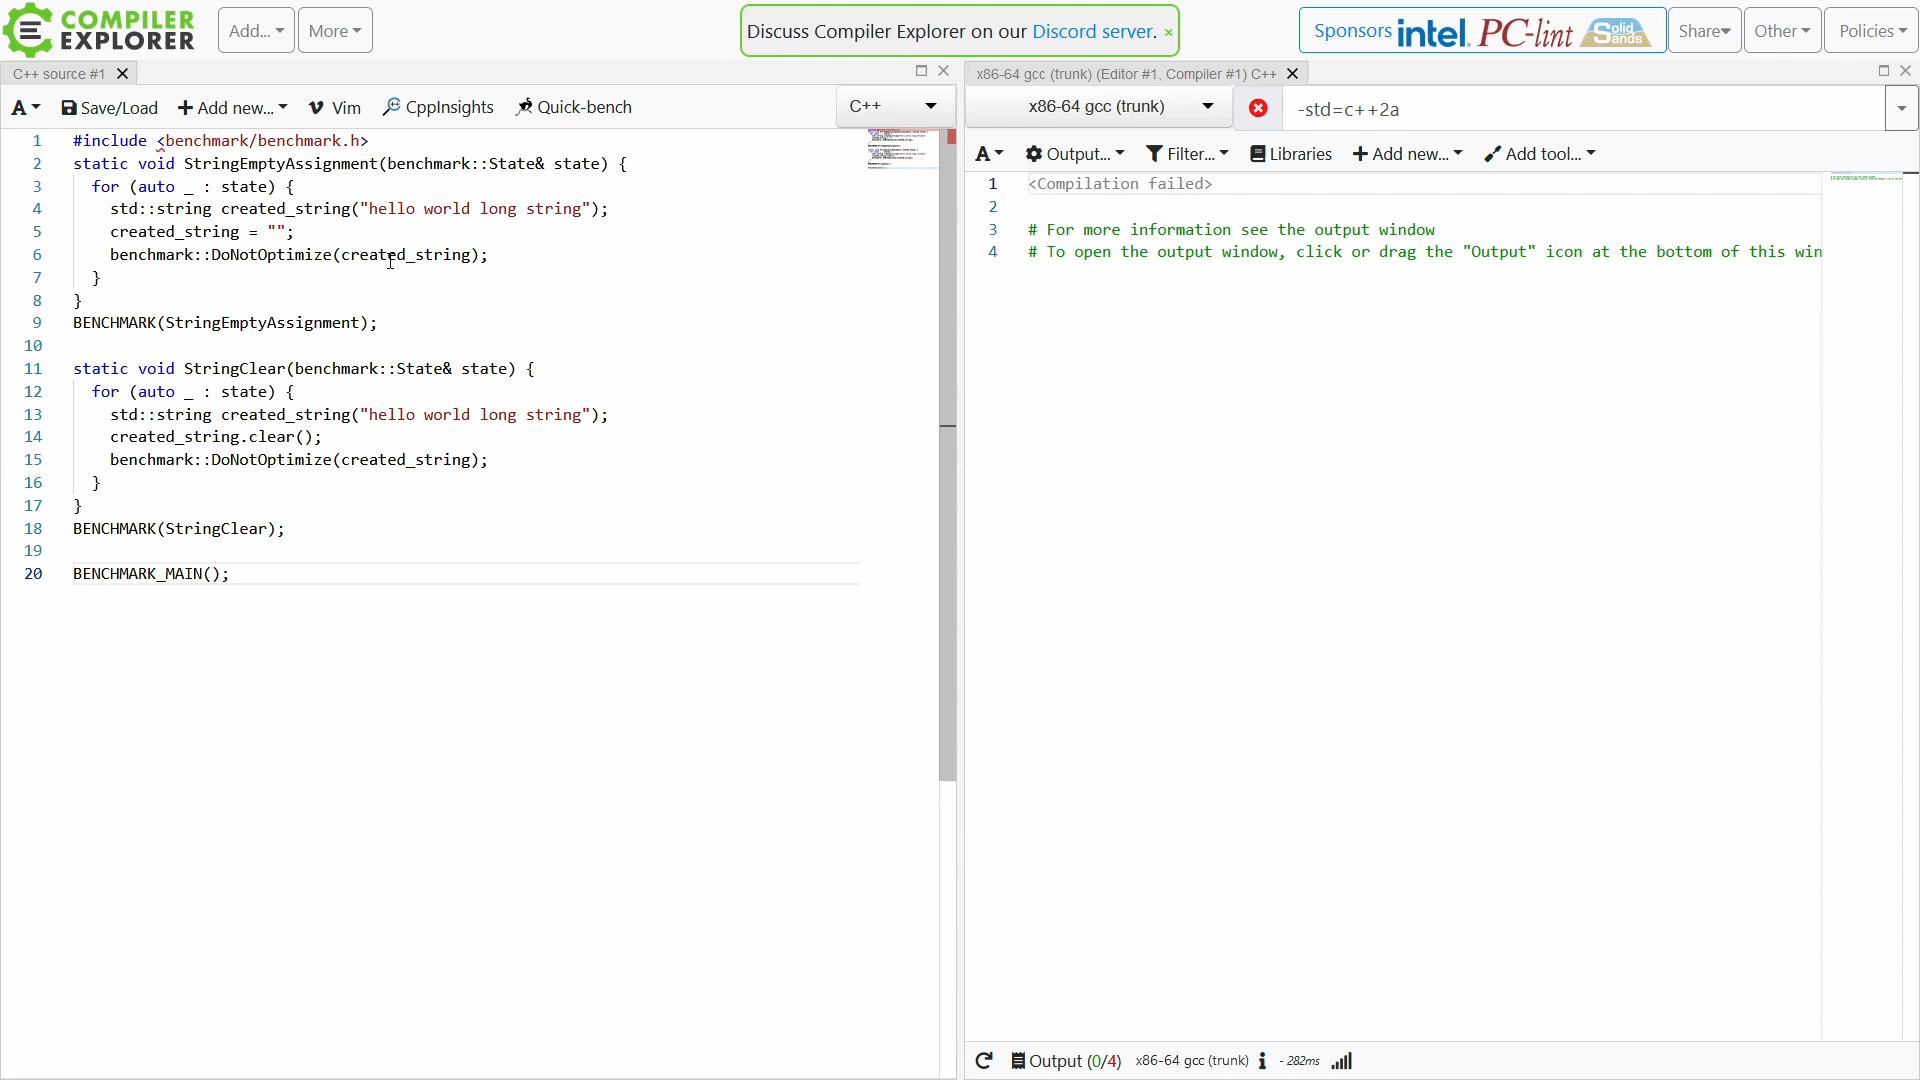 COMPILER
EXPLORER
Add...
More
Discuss Compiler Explorer on our Discord server. ×
Sponsors intel. PC-lint Solid Sands
Share
Other
Policies
C++ source #1
A
Save/Load
Add new...
Vim
CppInsights
Quick-bench
C++
1 #include <benchmark/benchmark.h>
2 static void StringEmptyAssignment(benchmark::State& state) {
3 for (auto _ : state) {
4 std::string created_string("hello world long string");
5 created_string = "";
6 benchmark::DoNotOptimize(created_string);
7 }
8 }
9 BENCHMARK(StringEmptyAssignment);
10
11 static void StringClear(benchmark::State& state) {
12 for (auto _ : state) {
13 std::string created_string("hello world long string");
14 created_string.clear();
15 benchmark::DoNotOptimize(created_string);
16 }
17 }
18 BENCHMARK(StringClear);
19
20 BENCHMARK_MAIN();
x86-64 gcc (trunk) (Editor #1, Compiler #1) C++
x86-64 gcc (trunk)
-std=c++2a
A
Output...
Filter...
Libraries
Add new...
Add tool...
1 <Compilation failed>
2
3 # For more information see the output window
4 # To open the output window, click or drag the "Output" icon at the bottom of this win
Output (0/4) x86-64 gcc (trunk) i - 282ms